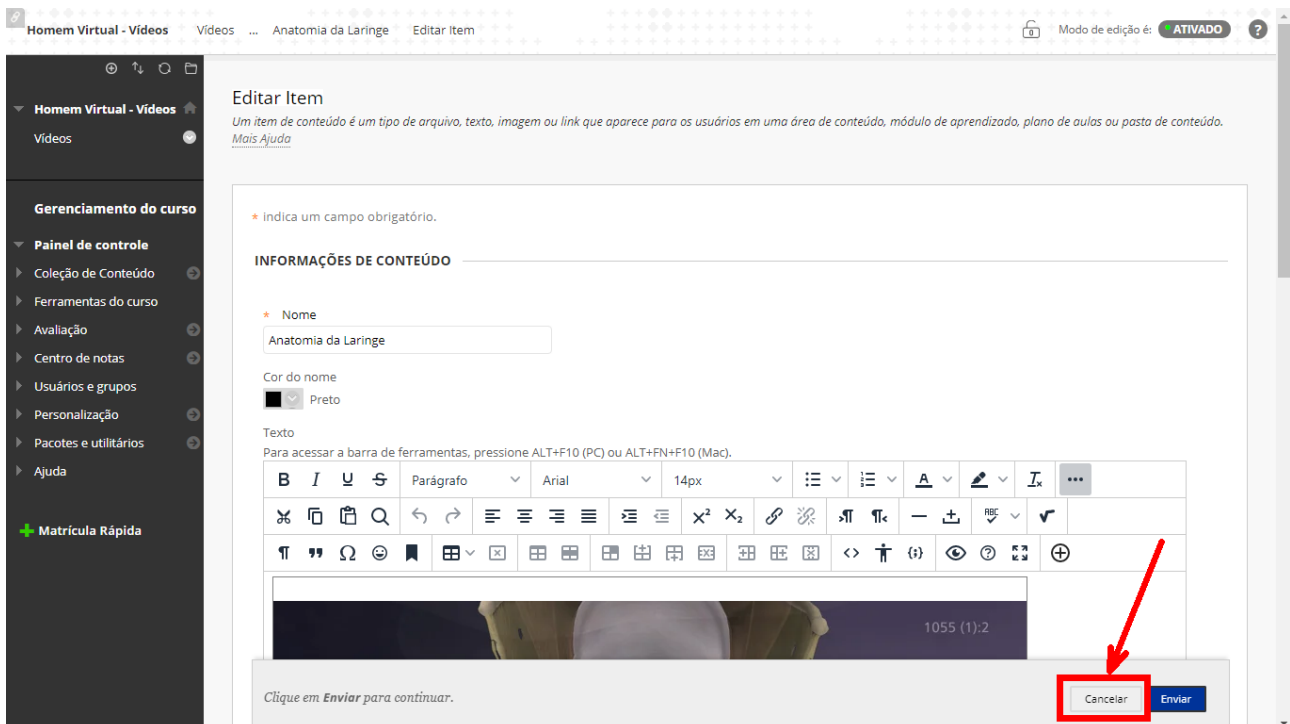 Homem Virtual - Vídeos Vídeos ... Anatomia da Laringe Editar Item
Modo de edição é: ATIVADO ?
Homem Virtual - Vídeos
Vídeos
Gerenciamento do curso
Painel de controle
Coleção de Conteúdo
Ferramentas do curso
Avaliação
Centro de notas
Usuários e grupos
Personalização
Pacotes e utilitários
Ajuda
Matrícula Rápida
Editar Item
Um item de conteúdo é um tipo de arquivo, texto, imagem ou link que aparece para os usuários em uma área de conteúdo, módulo de aprendizado, plano de aulas ou pasta de conteúdo.
Mais Ajuda
* indica um campo obrigatório.
INFORMAÇÕES DE CONTEÚDO
* Nome
Anatomia da Laringe
Cor do nome
Preto
Texto
Para acessar a barra de ferramentas, pressione ALT+F10 (PC) ou ALT+FN+F10 (Mac).
B I U S Parágrafo Arial 14px A
1055 (1):2
Clique em Enviar para continuar.
Cancelar Enviar